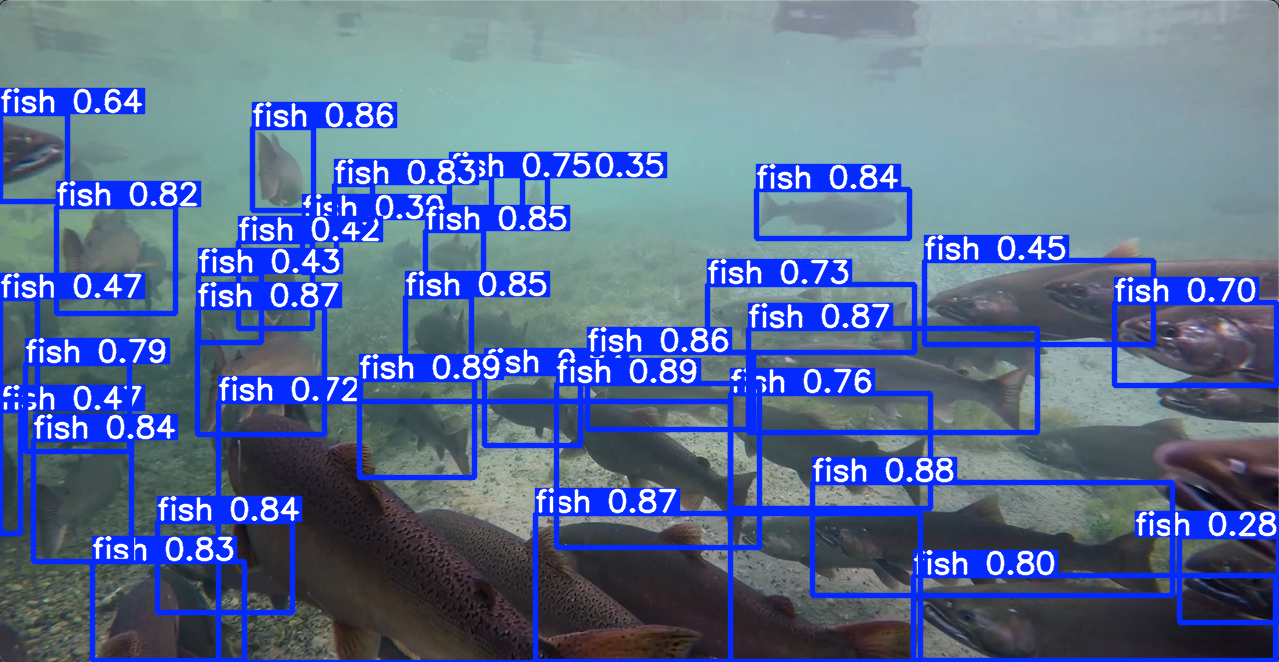 fish 0.64
fish 0.86
fish 0.83
0.75
0.35
fish 0.84
fish 0.82
fish 0.30
fish 0.85
fish 0.42
fish 0.45
fish 0.43
fish 0.73
fish 0.47
fish 0.87
fish 0.85
fish 0.70
fish 0.87
fish 0.86
fish 0.79
fish 0.89
fish
fish 0.89
fish 0.76
fish 0.72
fish 0.47
fish 0.84
fish 0.88
fish 0.87
fish 0.84
fish 0.28
fish 0.83
fish 0.80